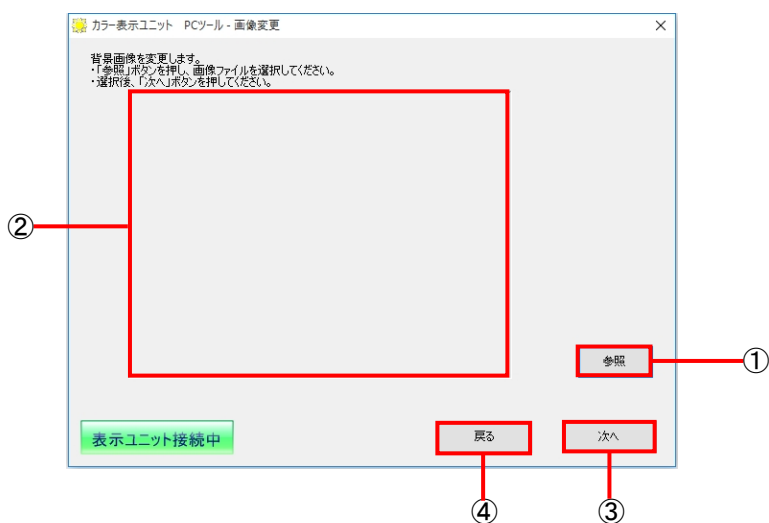 カラー表示ユニット　PCツール - 画像変更
背景画像を変更します。
・「参照」ボタンを押し、画像ファイルを選択してください。
・選択後、「次へ」ボタンを押してください。
②
参照
①
表示ユニット接続中
戻る
次へ
④
③